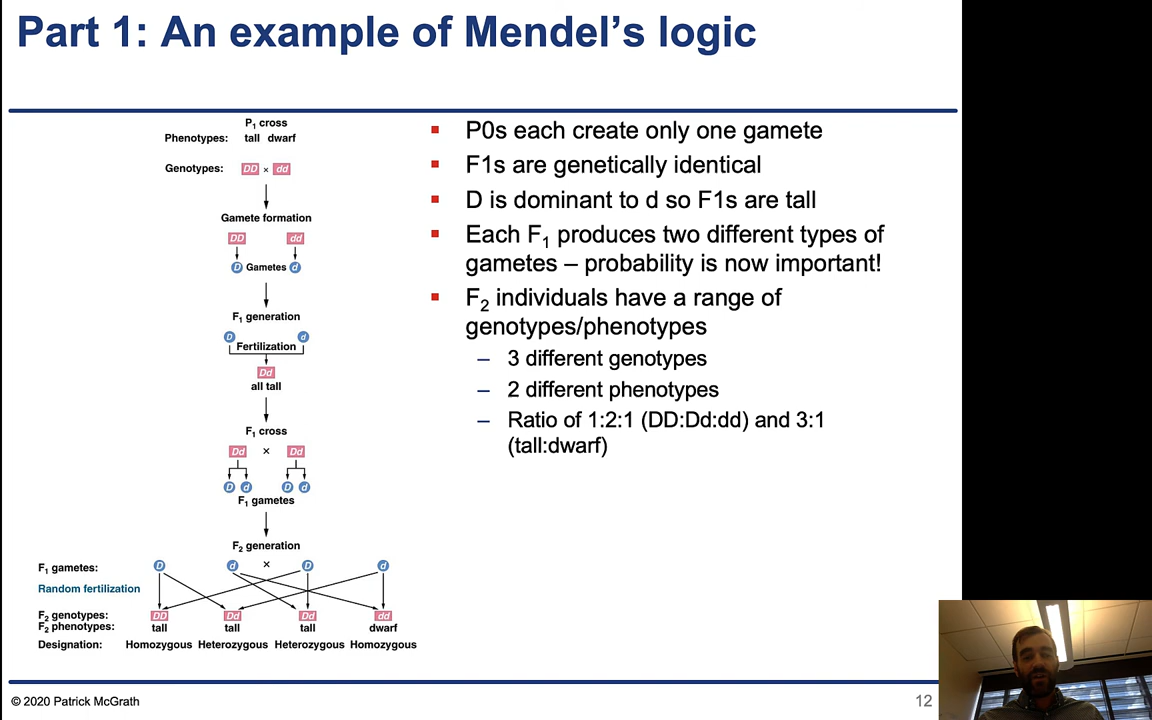 Part 1: An example of Mendel's logic
P1 cross
Phenotypes: tall dwarf
Genotypes: DD × dd
Gamete formation
DD dd
D Gametes d
F1 generation
D d
Fertilization
Dd
all tall
F1 cross
Dd × Dd
D d D d
F1 gametes
F2 generation
F1 gametes: D d × D d
Random fertilization
F2 genotypes: DD Dd Dd dd
F2 phenotypes: tall tall tall dwarf
Designation: Homozygous Heterozygous Heterozygous Homozygous
▪ P0s each create only one gamete
▪ F1s are genetically identical
▪ D is dominant to d so F1s are tall
▪ Each F1 produces two different types of
gametes – probability is now important!
▪ F2 individuals have a range of
genotypes/phenotypes
– 3 different genotypes
– 2 different phenotypes
– Ratio of 1:2:1 (DD:Dd:dd) and 3:1
(tall:dwarf)
© 2020 Patrick McGrath
12